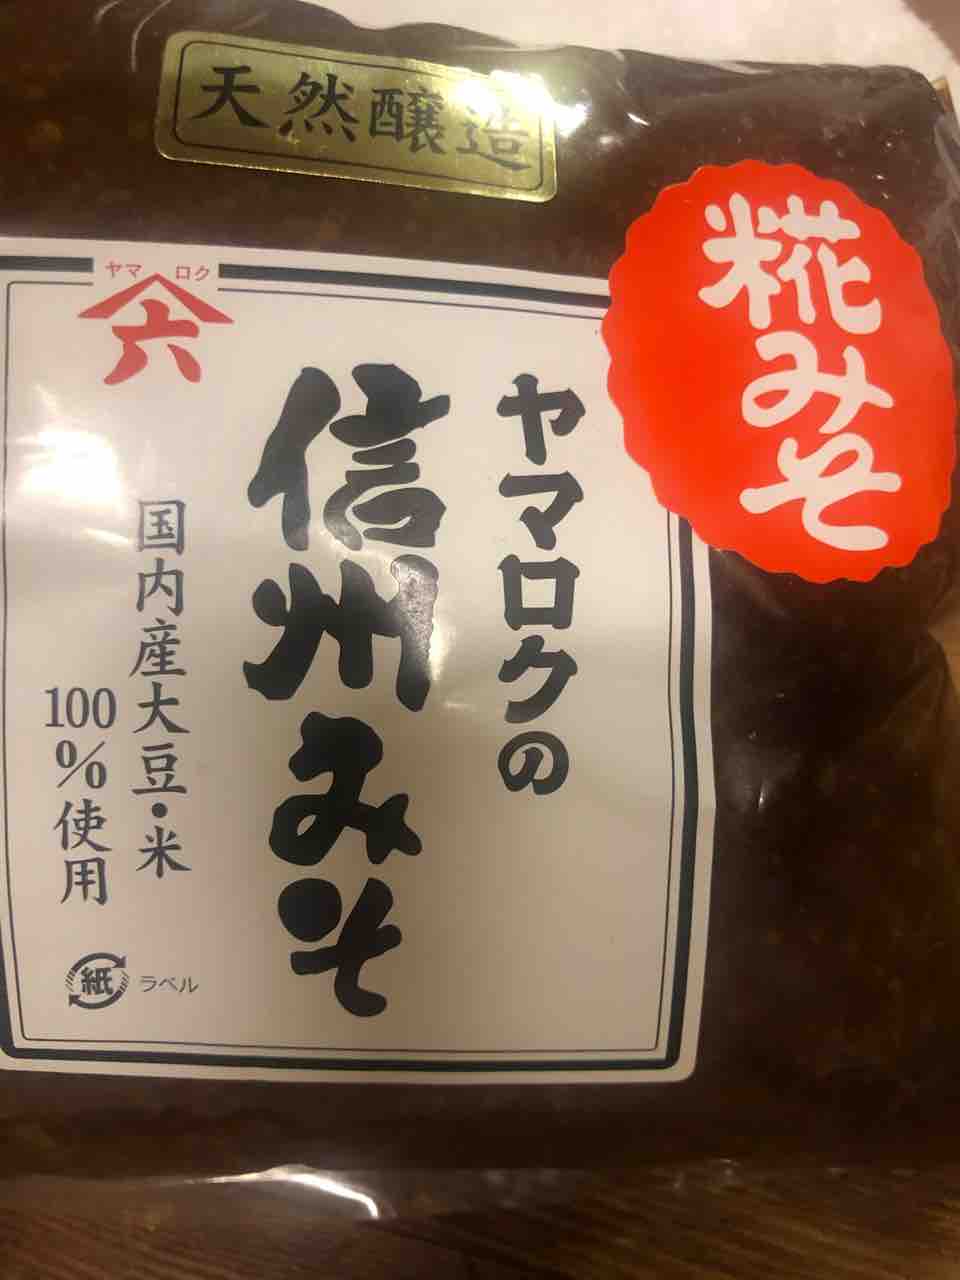 天然醸造
糀みそ
ヤマ ロク
六
ヤマロクの
信州みそ
国内産大豆・米
100%使用
紙 ラベル